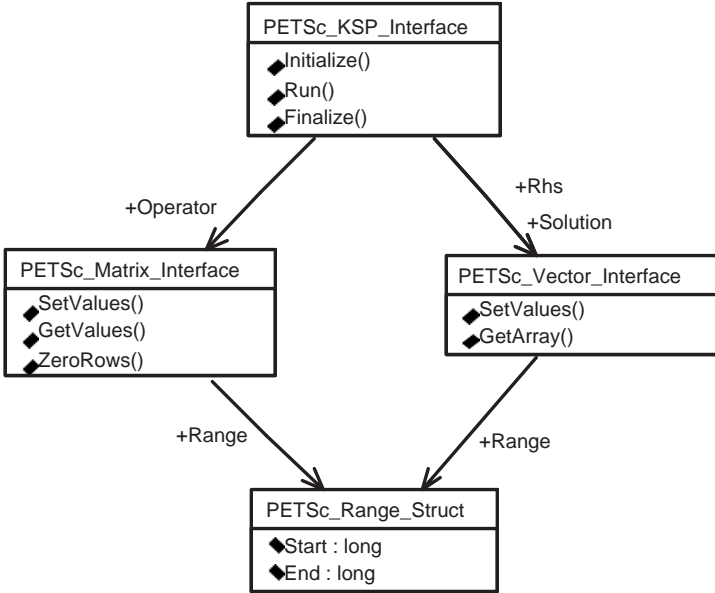 PETSc_KSP_Interface
Initialize()
Run()
Finalize()
+Operator
+Rhs
+Solution
PETSc_Matrix_Interface
SetValues()
GetValues()
ZeroRows()
PETSc_Vector_Interface
SetValues()
GetArray()
+Range
+Range
PETSc_Range_Struct
Start : long
End : long